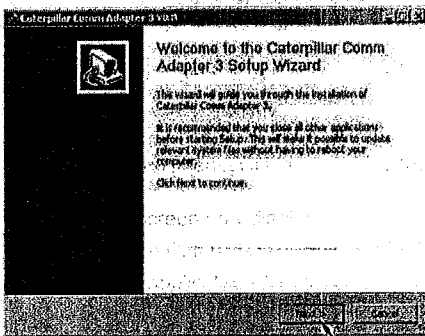 Caterpillar Comm Adapter 3 v0.8
Welcome to the Caterpillar Comm
Adapter 3 Setup Wizard
This wizard will guide you through the installation of
Caterpillar Comm Adapter 3.
It is recommended that you close all other applications
before starting Setup. This will make it possible to update
relevant system files without having to reboot your
computer.
Click Next to continue.
Next
Cancel